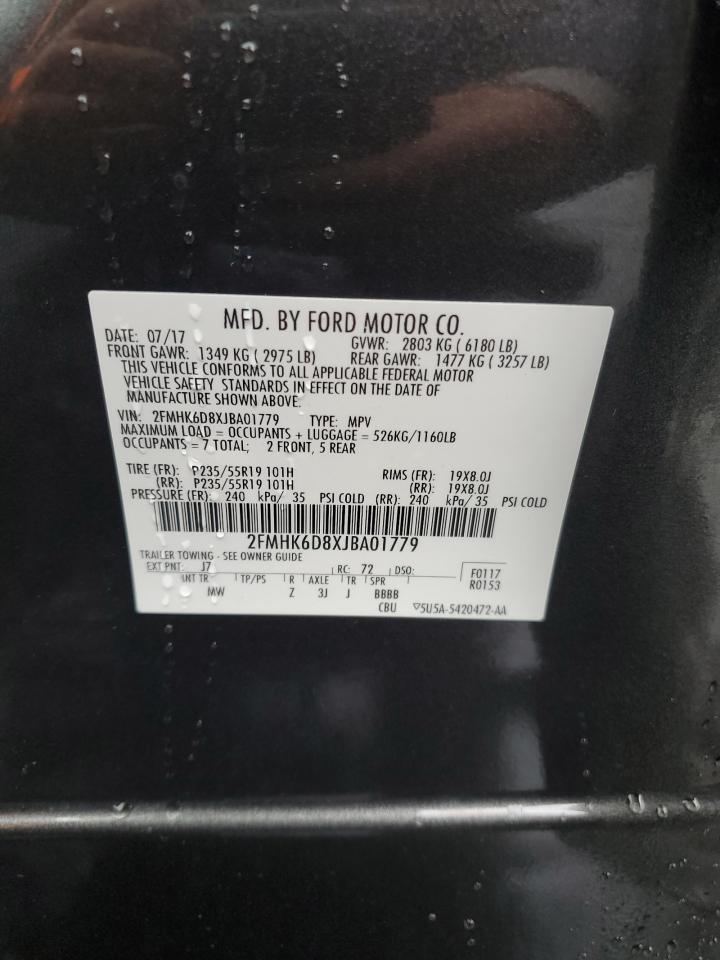 MFD. BY FORD MOTOR CO.
DATE: 07/17 GVWR: 2803 KG ( 6180 LB)
FRONT GAWR: 1349 KG ( 2975 LB) REAR GAWR: 1477 KG ( 3257 LB)
THIS VEHICLE CONFORMS TO ALL APPLICABLE FEDERAL MOTOR
VEHICLE SAFETY STANDARDS IN EFFECT ON THE DATE OF
MANUFACTURE SHOWN ABOVE.
VIN: 2FMHK6D8XJBA01779 TYPE: MPV
MAXIMUM LOAD = OCCUPANTS + LUGGAGE = 526KG/1160LB
OCCUPANTS = 7 TOTAL; 2 FRONT, 5 REAR
TIRE (FR): P235/55R19 101H RIMS (FR): 19X8.0J
(RR): P235/55R19 101H (RR): 19X8.0J
PRESSURE (FR): 240 kPa/ 35 PSI COLD (RR): 240 kPa/ 35 PSI COLD
2FMHK6D8XJBA01779
TRAILER TOWING - SEE OWNER GUIDE
EXT PNT: J7 RC: 72 DSO: F0117
INT TR TP/PS R AXLE TR SPR R0153
MW Z 3J J BBBB
CBU ▽5U5A-5420472-AA